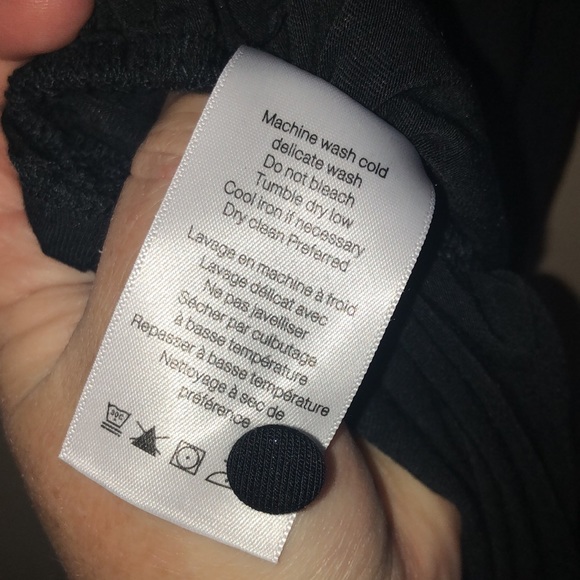 Machine wash cold
delicate wash
Do not bleach
Tumble dry low
Cool iron if necessary
Dry clean Preferred
Lavage en machine à froid
Lavage délicat avec
Ne pas javelliser
Sécher par culbutage
à basse température
Repasser à basse température
Nettoyage à sec de
préférence
30C